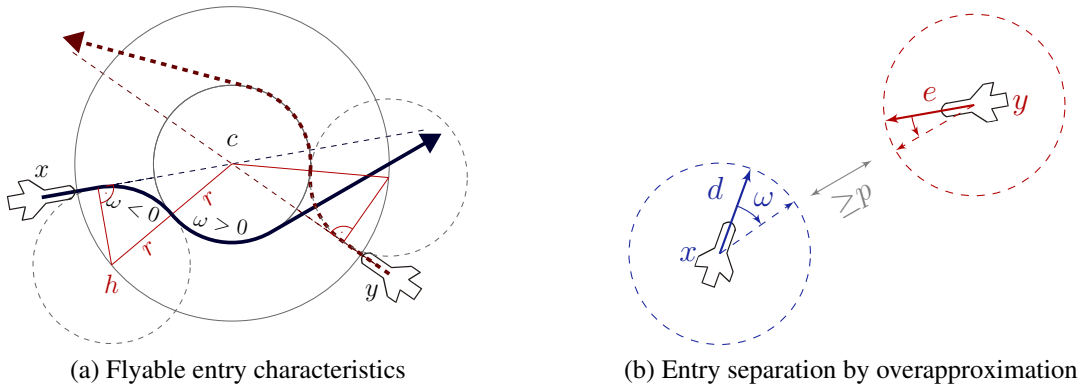 x
c
ω < 0
r
ω > 0
r
h
y
(a) Flyable entry characteristics
e
y
d
ω
≥p
x
(b) Entry separation by overapproximation